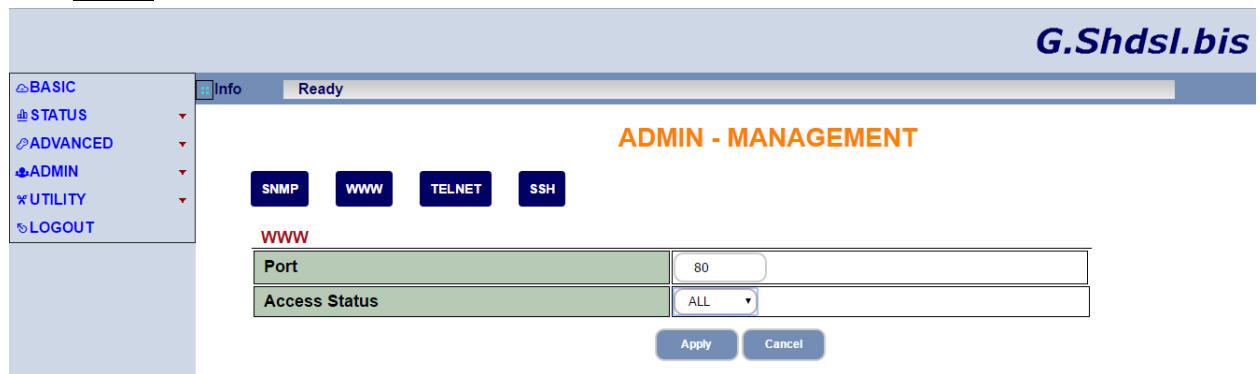 G.Shdsl.bis
BASIC
STATUS
ADVANCED
ADMIN
UTILITY
LOGOUT
Info Ready
ADMIN - MANAGEMENT
SNMP WWW TELNET SSH
WWW
Port 80
Access Status ALL
Apply Cancel